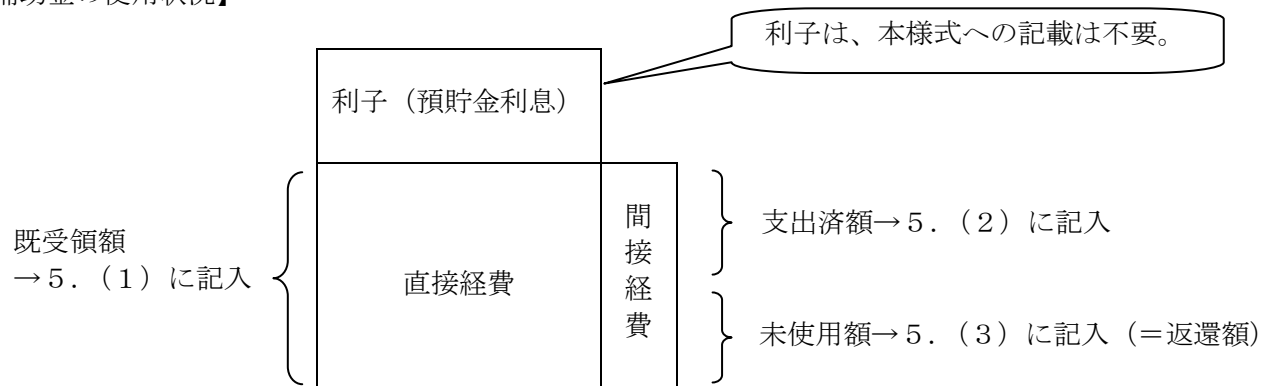 補助金の使用状況】
利子は、本様式への記載は不要。
利子（預貯金利息）
既受領額
→５．（１）に記入
直接経費
間接経費
支出済額→５．（２）に記入
未使用額→５．（３）に記入（＝返還額）